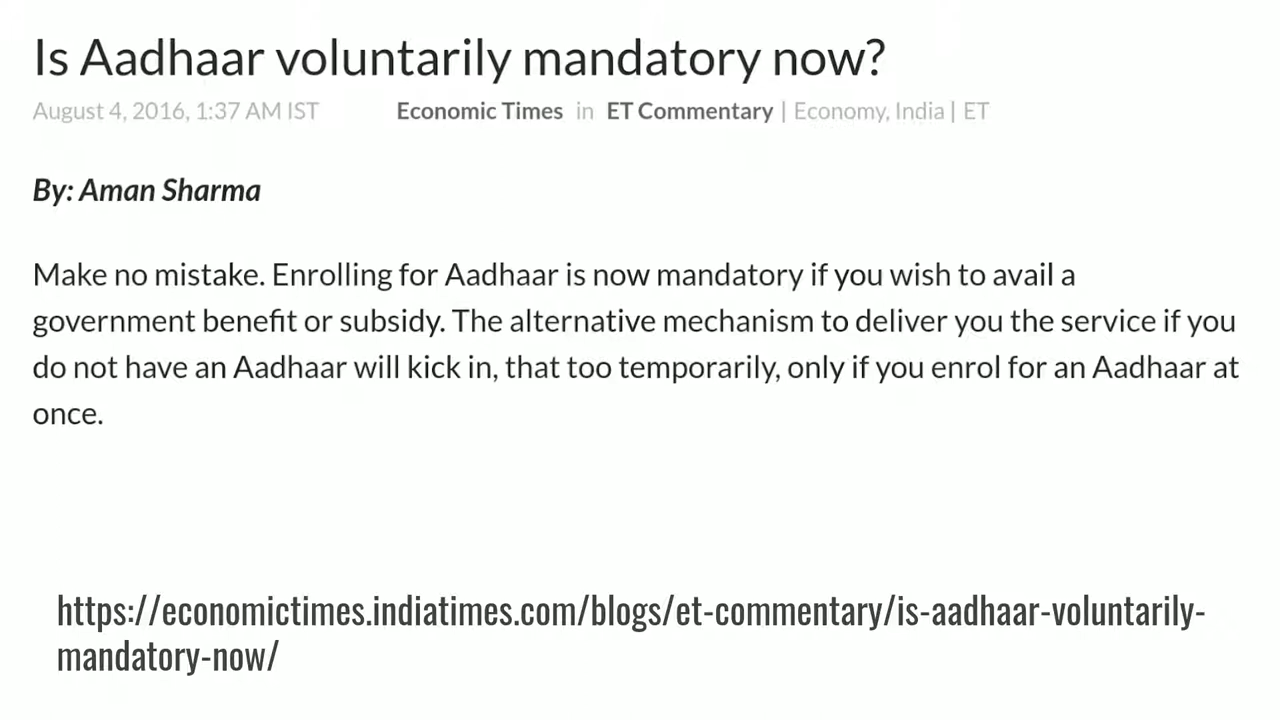 Is Aadhaar voluntarily mandatory now?
August 4, 2016, 1:37 AM IST Economic Times in ET Commentary | Economy, India | ET
By: Aman Sharma
Make no mistake. Enrolling for Aadhaar is now mandatory if you wish to avail a
government benefit or subsidy. The alternative mechanism to deliver you the service if you
do not have an Aadhaar will kick in, that too temporarily, only if you enrol for an Aadhaar at
once.
https://economictimes.indiatimes.com/blogs/et-commentary/is-aadhaar-voluntarily-
mandatory-now/